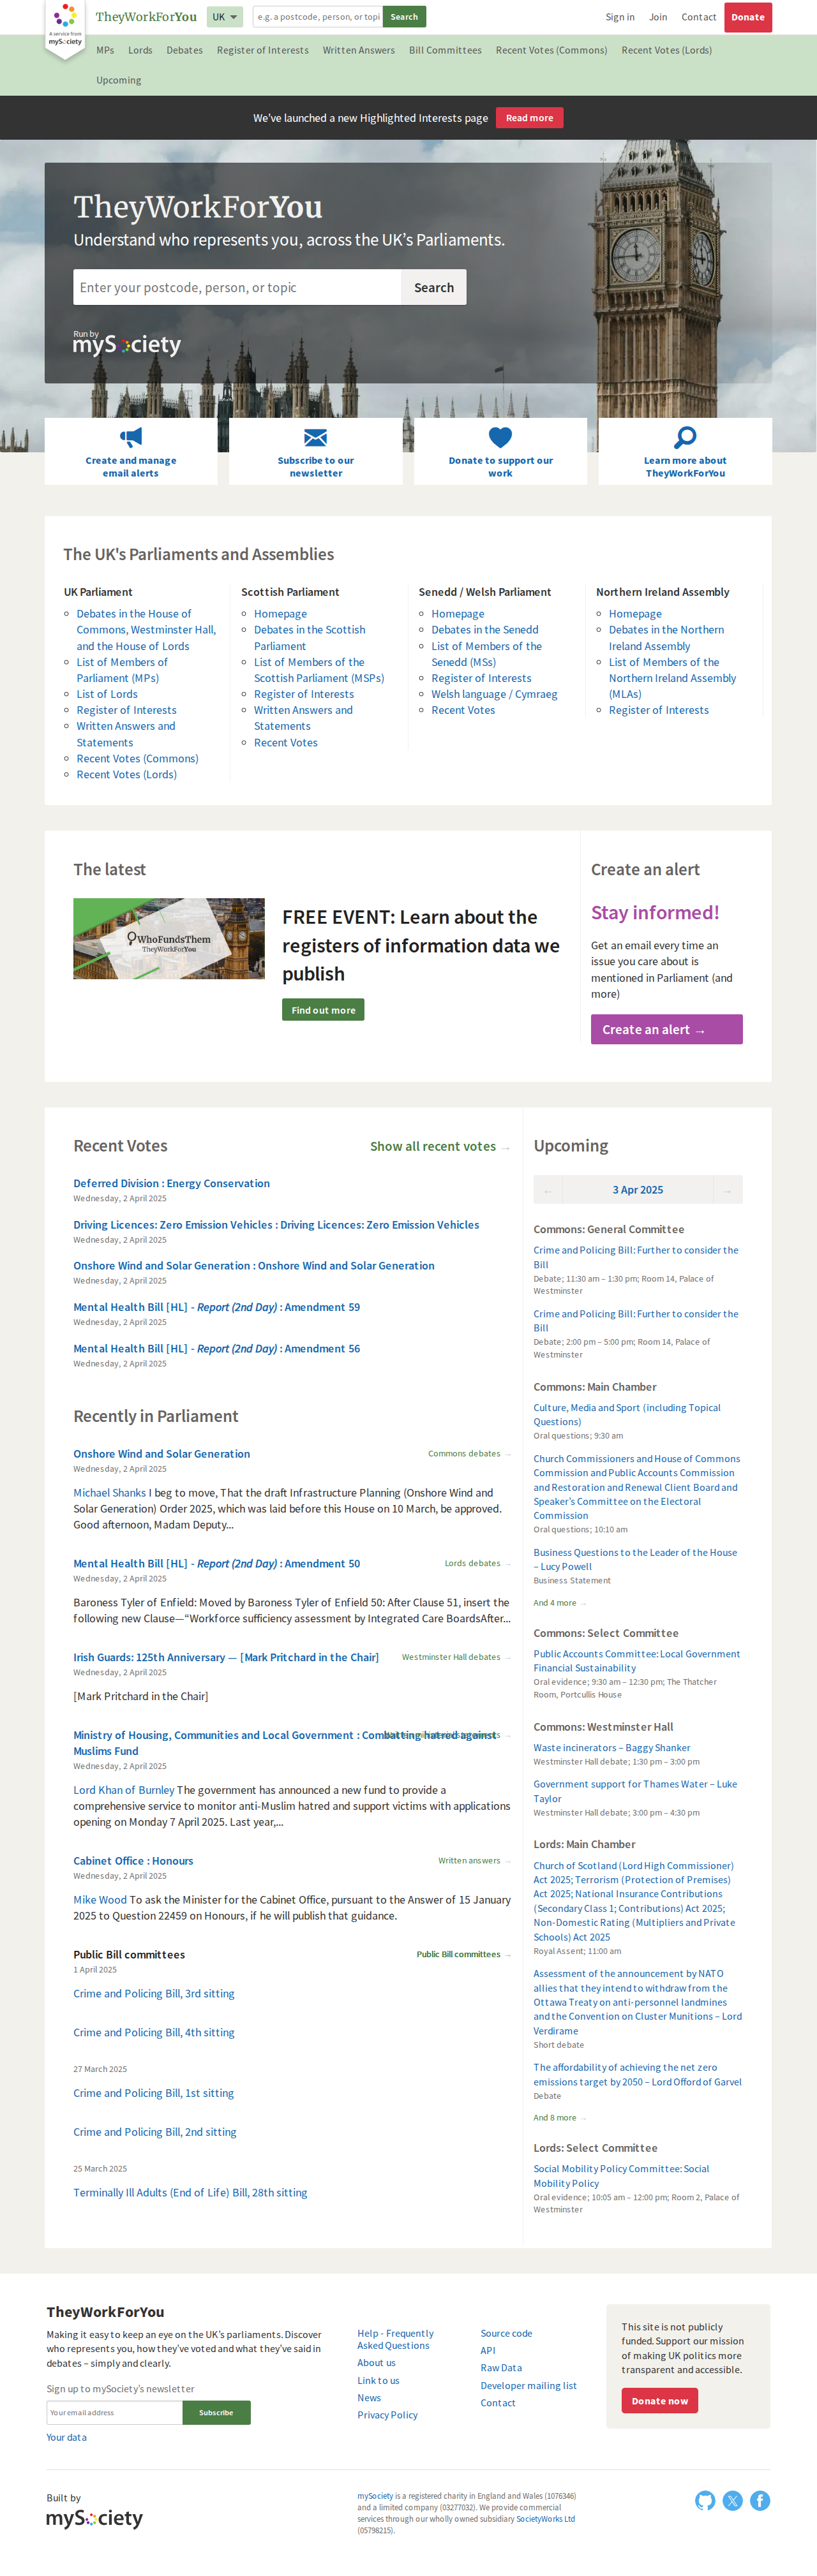 A service from
mySociety
TheyWorkForYou
UK
e.g. a postcode, person, or topi
Search
Sign in
Join
Contact
Donate
MPs
Lords
Debates
Register of Interests
Written Answers
Bill Committees
Recent Votes (Commons)
Recent Votes (Lords)
Upcoming
We've launched a new Highlighted Interests page
Read more
TheyWorkForYou
Understand who represents you, across the UK's Parliaments.
Enter your postcode, person, or topic
Search
Run by
mySociety
Create and manage
email alerts
Subscribe to our
newsletter
Donate to support our
work
Learn more about
TheyWorkForYou
The UK's Parliaments and Assemblies
UK Parliament
Debates in the House of
Commons, Westminster Hall,
and the House of Lords
List of Members of
Parliament (MPs)
List of Lords
Register of Interests
Written Answers and
Statements
Recent Votes (Commons)
Recent Votes (Lords)
Scottish Parliament
Homepage
Debates in the Scottish
Parliament
List of Members of the
Scottish Parliament (MSPs)
Register of Interests
Written Answers and
Statements
Recent Votes
Senedd / Welsh Parliament
Homepage
Debates in the Senedd
List of Members of the
Senedd (MSs)
Register of Interests
Welsh language / Cymraeg
Recent Votes
Northern Ireland Assembly
Homepage
Debates in the Northern
Ireland Assembly
List of Members of the
Northern Ireland Assembly
(MLAs)
Register of Interests
The latest
WhoFundsThem
TheyWorkForYou
FREE EVENT: Learn about the
registers of information data we
publish
Find out more
Create an alert
Stay informed!
Get an email every time an
issue you care about is
mentioned in Parliament (and
more)
Create an alert →
Recent Votes
Show all recent votes →
Deferred Division : Energy Conservation
Wednesday, 2 April 2025
Driving Licences: Zero Emission Vehicles : Driving Licences: Zero Emission Vehicles
Wednesday, 2 April 2025
Onshore Wind and Solar Generation : Onshore Wind and Solar Generation
Wednesday, 2 April 2025
Mental Health Bill [HL] - Report (2nd Day) : Amendment 59
Wednesday, 2 April 2025
Mental Health Bill [HL] - Report (2nd Day) : Amendment 56
Wednesday, 2 April 2025
Recently in Parliament
Onshore Wind and Solar Generation
Commons debates →
Wednesday, 2 April 2025
Michael Shanks I beg to move, That the draft Infrastructure Planning (Onshore Wind and
Solar Generation) Order 2025, which was laid before this House on 10 March, be approved.
Good afternoon, Madam Deputy...
Mental Health Bill [HL] - Report (2nd Day) : Amendment 50
Lords debates →
Wednesday, 2 April 2025
Baroness Tyler of Enfield: Moved by Baroness Tyler of Enfield 50: After Clause 51, insert the
following new Clause—“Workforce sufficiency assessment by Integrated Care BoardsAfter...
Irish Guards: 125th Anniversary — [Mark Pritchard in the Chair]
Westminster Hall debates →
Wednesday, 2 April 2025
[Mark Pritchard in the Chair]
Ministry of Housing, Communities and Local Government : Combatting hatred against
Muslims Fund
Wednesday, 2 April 2025
Lord Khan of Burnley The government has announced a new fund to provide a
comprehensive service to monitor anti-Muslim hatred and support victims with applications
opening on Monday 7 April 2025. Last year,...
Cabinet Office : Honours
Written answers →
Wednesday, 2 April 2025
Mike Wood To ask the Minister for the Cabinet Office, pursuant to the Answer of 15 January
2025 to Question 22459 on Honours, if he will publish that guidance.
Public Bill committees
Public Bill committees →
1 April 2025
Crime and Policing Bill, 3rd sitting
Crime and Policing Bill, 4th sitting
27 March 2025
Crime and Policing Bill, 1st sitting
Crime and Policing Bill, 2nd sitting
25 March 2025
Terminally Ill Adults (End of Life) Bill, 28th sitting
Upcoming
← 3 Apr 2025 →
Commons: General Committee
Crime and Policing Bill: Further to consider the
Bill
Debate; 11:30 am – 1:30 pm; Room 14, Palace of
Westminster
Crime and Policing Bill: Further to consider the
Bill
Debate; 2:00 pm – 5:00 pm; Room 14, Palace of
Westminster
Commons: Main Chamber
Culture, Media and Sport (including Topical
Questions)
Oral questions; 9:30 am
Church Commissioners and House of Commons
Commission and Public Accounts Commission
and Restoration and Renewal Client Board and
Speaker's Committee on the Electoral
Commission
Oral questions; 10:10 am
Business Questions to the Leader of the House
– Lucy Powell
Business Statement
And 4 more →
Commons: Select Committee
Public Accounts Committee: Local Government
Financial Sustainability
Oral evidence; 9:30 am – 12:30 pm; The Thatcher
Room, Portcullis House
Commons: Westminster Hall
Waste incinerators – Baggy Shanker
Westminster Hall debate; 1:30 pm – 3:00 pm
Government support for Thames Water – Luke
Taylor
Westminster Hall debate; 3:00 pm – 4:30 pm
Lords: Main Chamber
Church of Scotland (Lord High Commissioner)
Act 2025; Terrorism (Protection of Premises)
Act 2025; National Insurance Contributions
(Secondary Class 1; Contributions) Act 2025;
Non-Domestic Rating (Multipliers and Private
Schools) Act 2025
Royal Assent; 11:00 am
Assessment of the announcement by NATO
allies that they intend to withdraw from the
Ottawa Treaty on anti-personnel landmines
and the Convention on Cluster Munitions – Lord
Verdirame
Short debate
The affordability of achieving the net zero
emissions target by 2050 – Lord Offord of Garvel
Debate
And 8 more →
Lords: Select Committee
Social Mobility Policy Committee: Social
Mobility Policy
Oral evidence; 10:05 am – 12:00 pm; Room 2, Palace of
Westminster
TheyWorkForYou
Making it easy to keep an eye on the UK's parliaments. Discover
who represents you, how they've voted and what they've said in
debates – simply and clearly.
Sign up to mySociety's newsletter
Your email address
Subscribe
Your data
Help - Frequently
Asked Questions
About us
Link to us
News
Privacy Policy
Source code
API
Raw Data
Developer mailing list
Contact
This site is not publicly
funded. Support our mission
of making UK politics more
transparent and accessible.
Donate now
Built by
mySociety
mySociety is a registered charity in England and Wales (1076346)
and a limited company (03277032). We provide commercial
services through our wholly owned subsidiary SocietyWorks Ltd
(05798215).